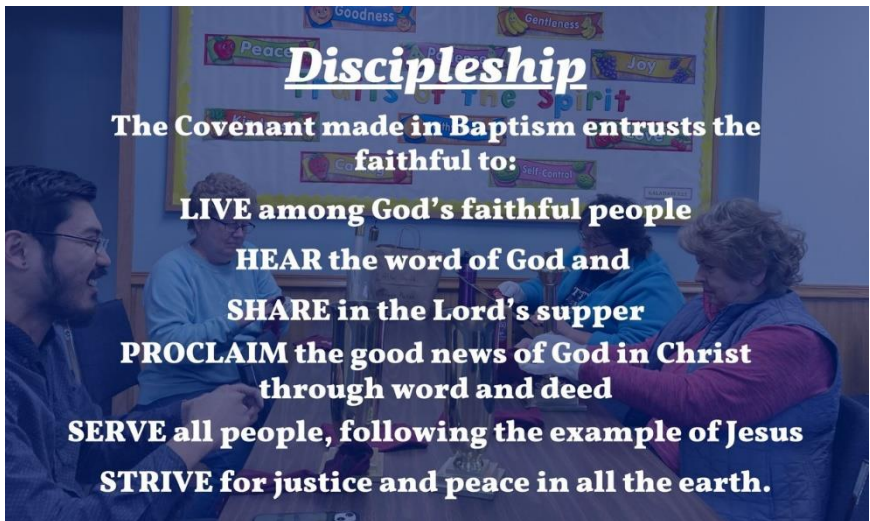 Goodness
Gentleness
Peace
Joy
Discipleship
Fruits of the Spirit
The Covenant made in Baptism entrusts the
faithful to:
Self-Control
LIVE among God's faithful people
HEAR the word of God and
SHARE in the Lord's supper
PROCLAIM the good news of God in Christ
through word and deed
SERVE all people, following the example of Jesus
STRIVE for justice and peace in all the earth.